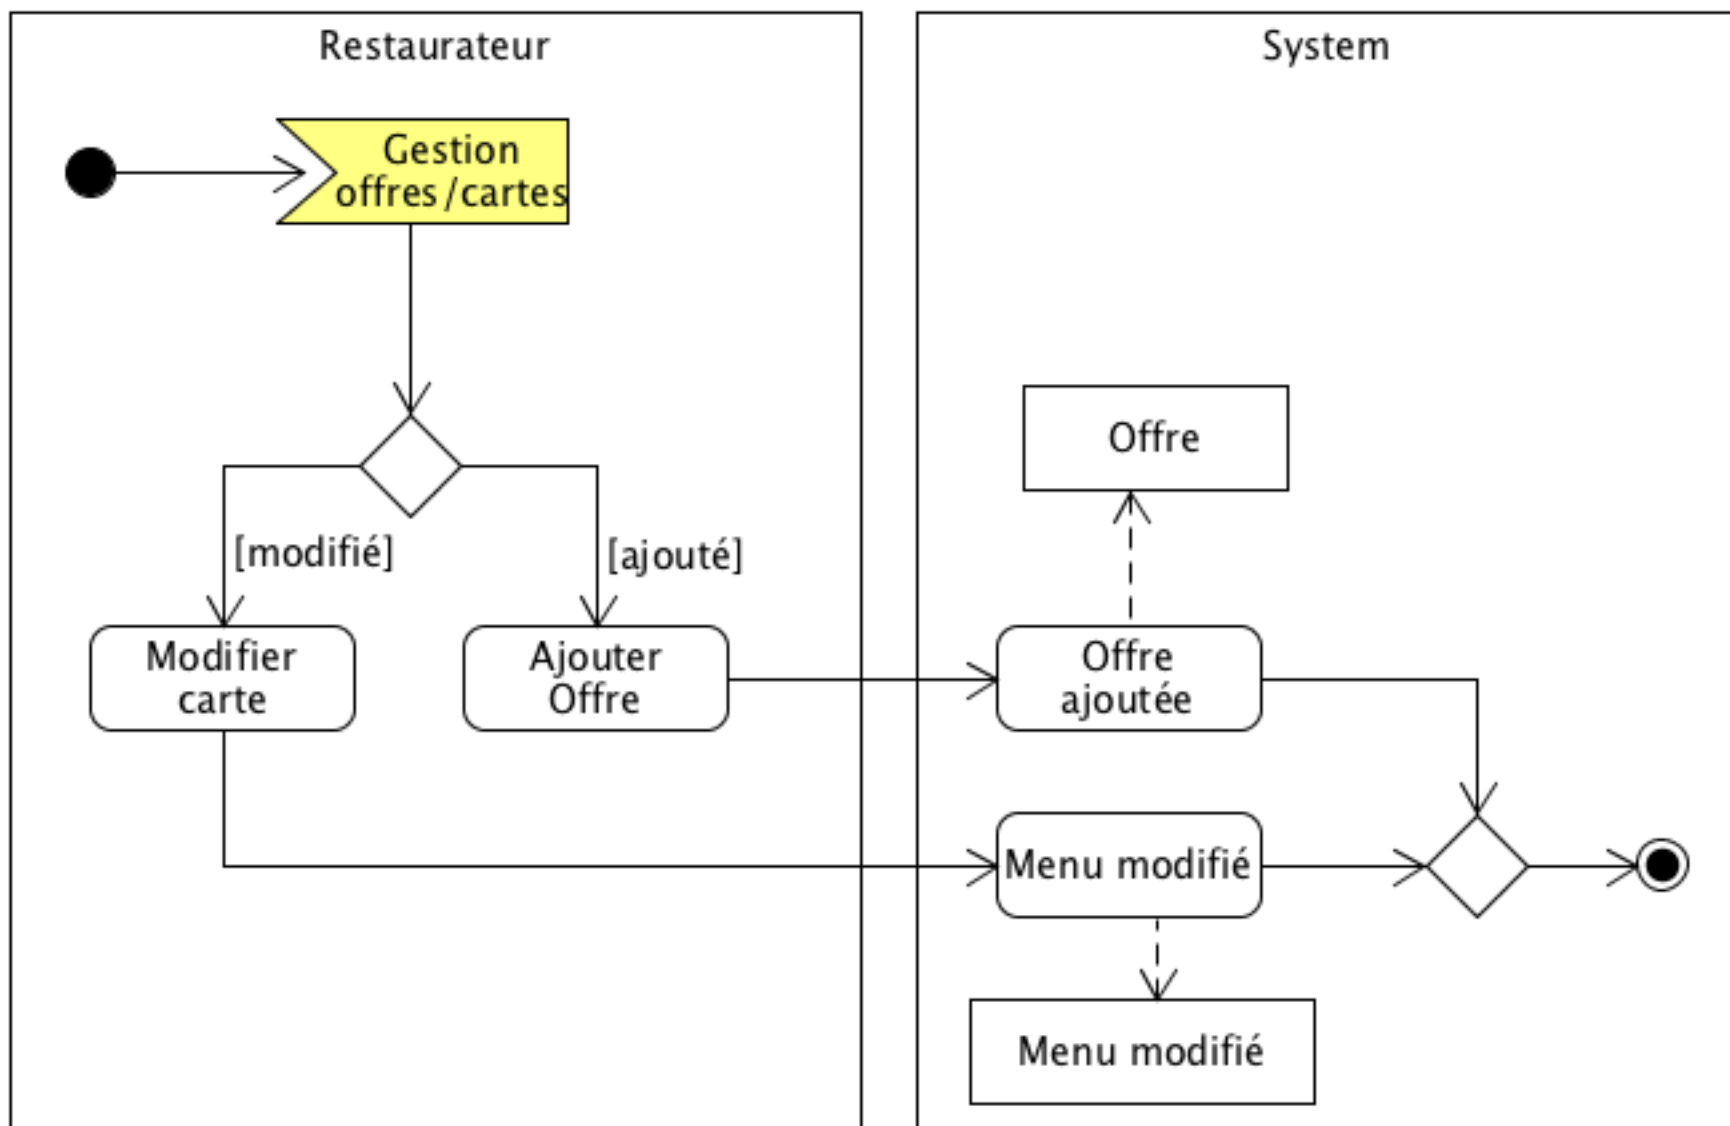 Restaurateur
System
Gestion
offres/cartes
Offre
[modifié]
[ajouté]
Modifier
carte
Ajouter
Offre
Offre
ajoutée
Menu modifié
Menu modifié